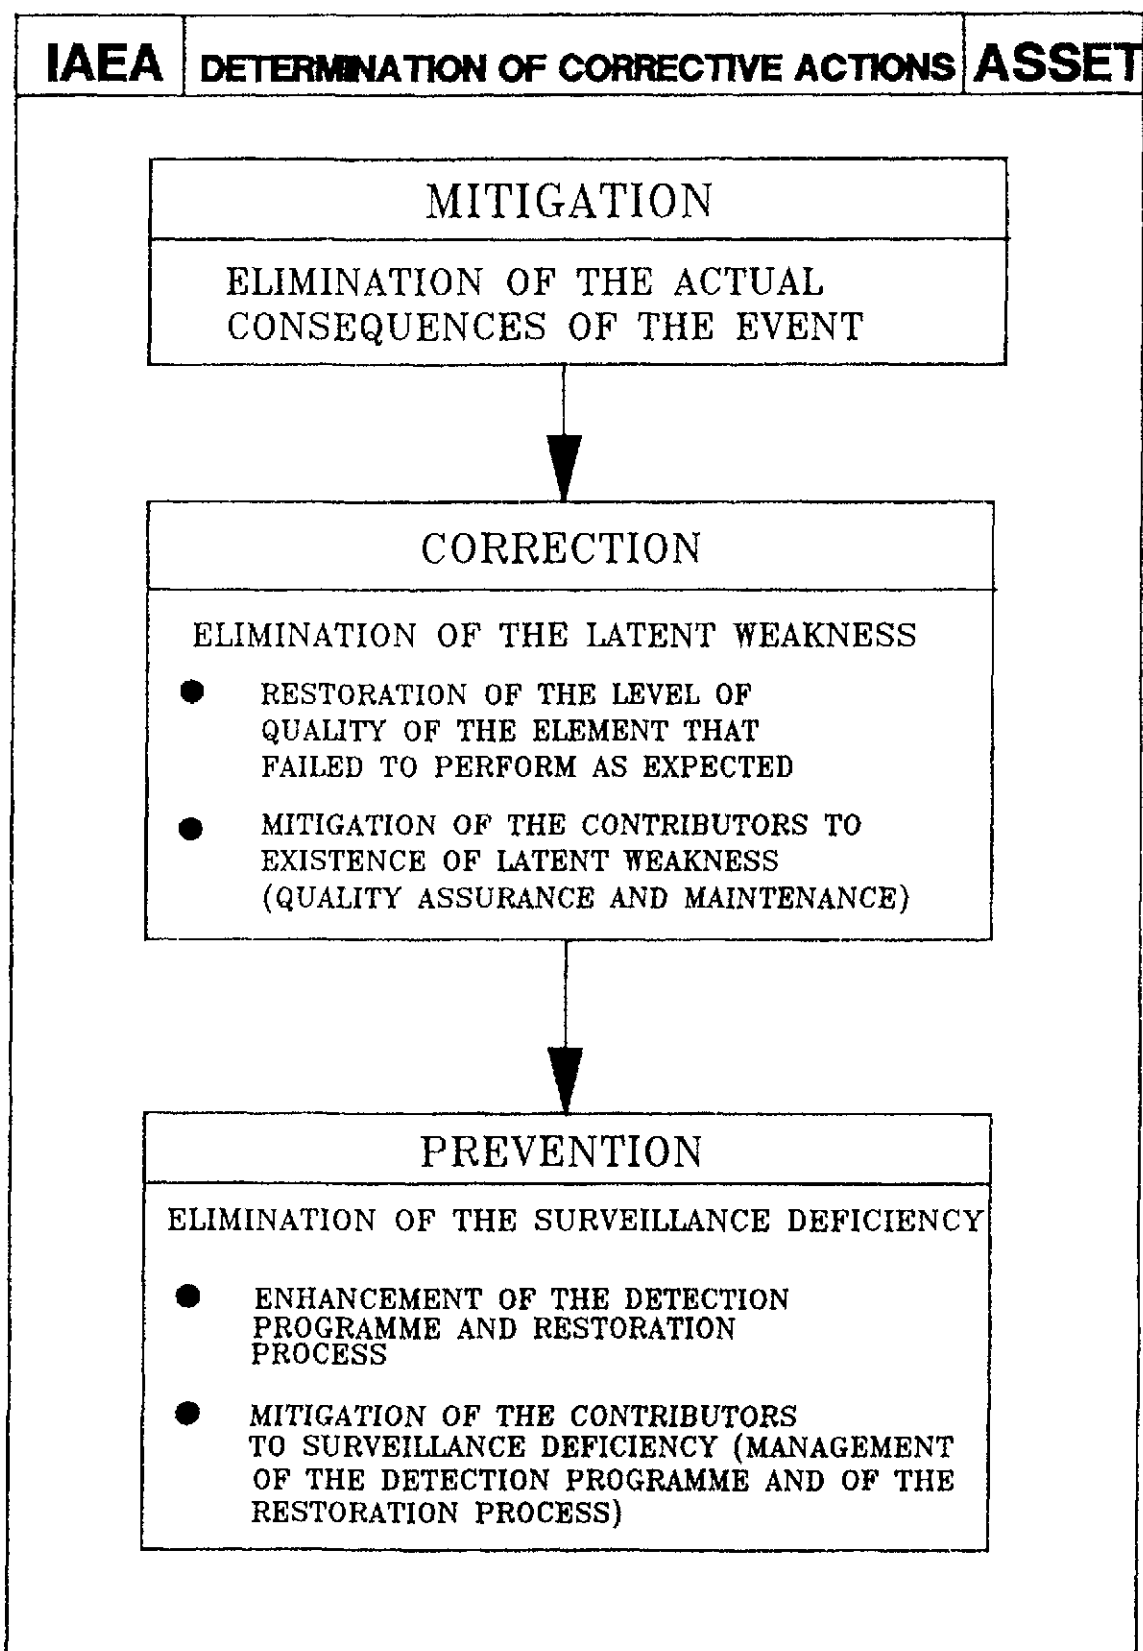 IAEA DETERMINATION OF CORRECTIVE ACTIONS ASSET
MITIGATION
ELIMINATION OF THE ACTUAL
CONSEQUENCES OF THE EVENT
CORRECTION
ELIMINATION OF THE LATENT WEAKNESS
● RESTORATION OF THE LEVEL OF
QUALITY OF THE ELEMENT THAT
FAILED TO PERFORM AS EXPECTED
● MITIGATION OF THE CONTRIBUTORS TO
EXISTENCE OF LATENT WEAKNESS
(QUALITY ASSURANCE AND MAINTENANCE)
PREVENTION
ELIMINATION OF THE SURVEILLANCE DEFICIENCY
● ENHANCEMENT OF THE DETECTION
PROGRAMME AND RESTORATION
PROCESS
● MITIGATION OF THE CONTRIBUTORS
TO SURVEILLANCE DEFICIENCY (MANAGEMENT
OF THE DETECTION PROGRAMME AND OF THE
RESTORATION PROCESS)